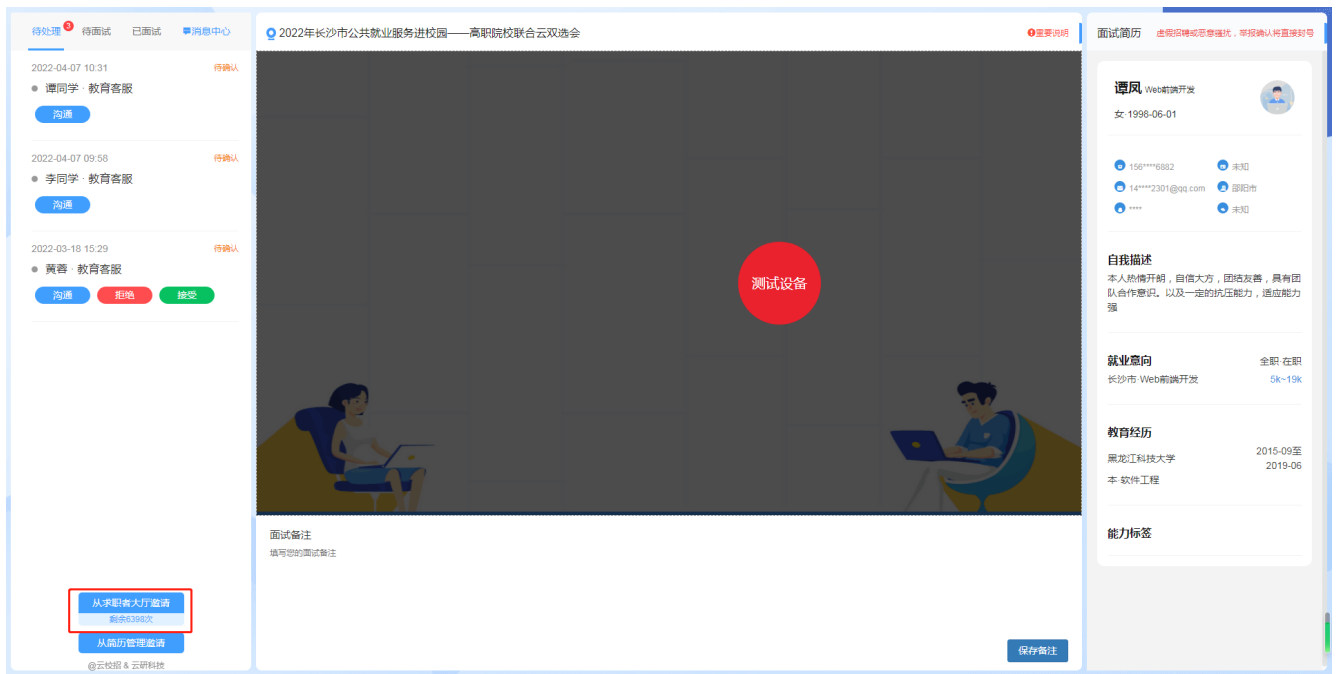 待处理 3 待面试 已面试 消息中心
2022-04-07 10:31 待确认
谭同学 · 教育客服
沟通
2022-04-07 09:58 待确认
李同学 · 教育客服
沟通
2022-03-18 15:29 待确认
黄蓉 · 教育客服
沟通 拒绝 接受
从求职者大厅邀请
剩余6398次
从简历管理邀请
@云校招 & 云研科技
2022年长沙市公共就业服务进校园——高职院校联合云双选会 重要说明
测试设备
面试备注
填写您的面试备注
保存备注
面试简历 虚假招聘或恶意骚扰，举报确认将直接封号
谭凤 Web前端开发
女·1998-06-01
156****6882 未知
14****2301@qq.com 邵阳市
**** 未知
自我描述
本人热情开朗，自信大方，团结友善，具有团
队合作意识。以及一定的抗压能力，适应能力
强
就业意向 全职·在职
长沙市·Web前端开发 5k~19k
教育经历
黑龙江科技大学 2015-09至
2019-06
本·软件工程
能力标签